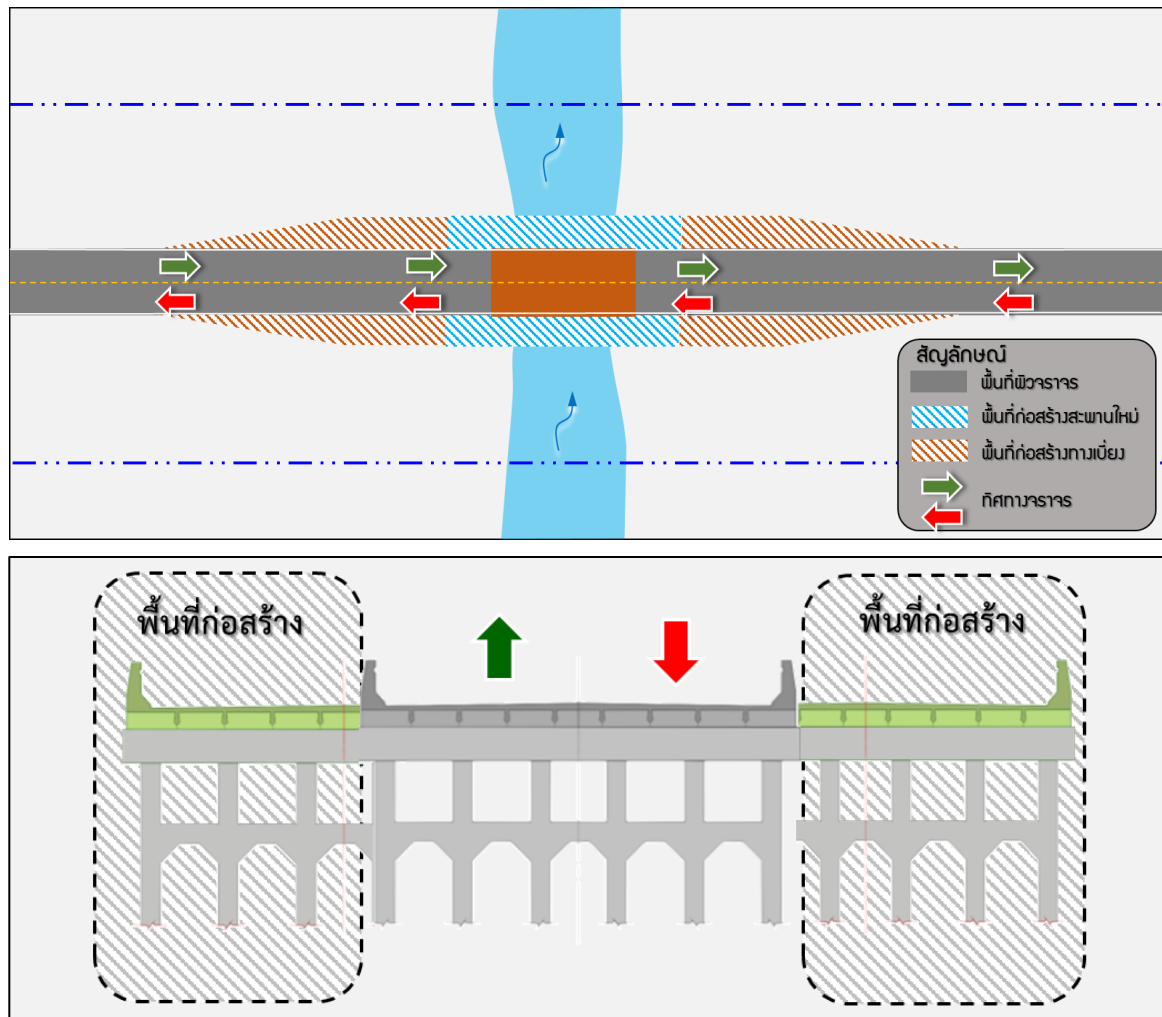 สัญลักษณ์
พื้นที่ผิวจราจร
พื้นที่ก่อสร้างสะพานใหม่
พื้นที่ก่อสร้างทางเบี่ยง
ทิศทางจราจร
พื้นที่ก่อสร้าง
พื้นที่ก่อสร้าง